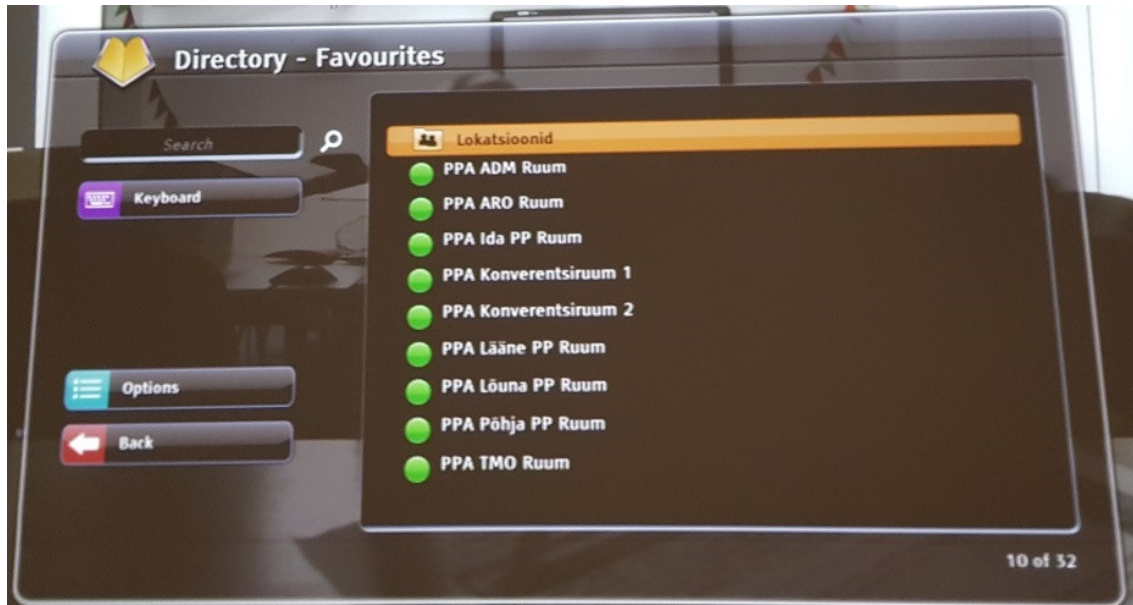 Directory - Favourites
Search
Keyboard
Lokatsioonid
PPA ADM Ruum
PPA ARO Ruum
PPA Ida PP Ruum
PPA Konverentsiruum 1
PPA Konverentsiruum 2
PPA Lääne PP Ruum
PPA Lõuna PP Ruum
PPA Põhja PP Ruum
PPA TMO Ruum
Options
Back
10 of 32